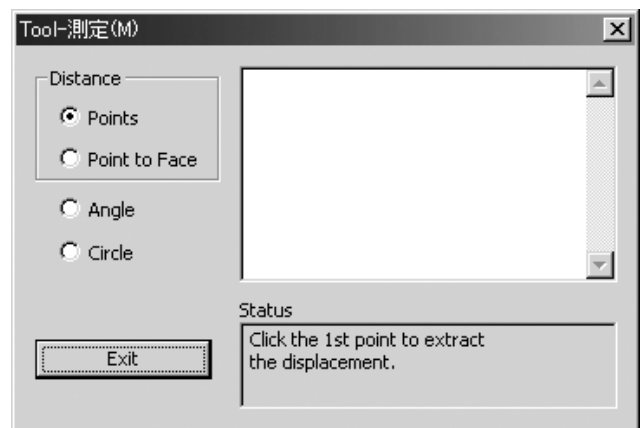 Tool-測定(M)
Distance
Points
Point to Face
Angle
Circle
Exit
Status
Click the 1st point to extract
the displacement.